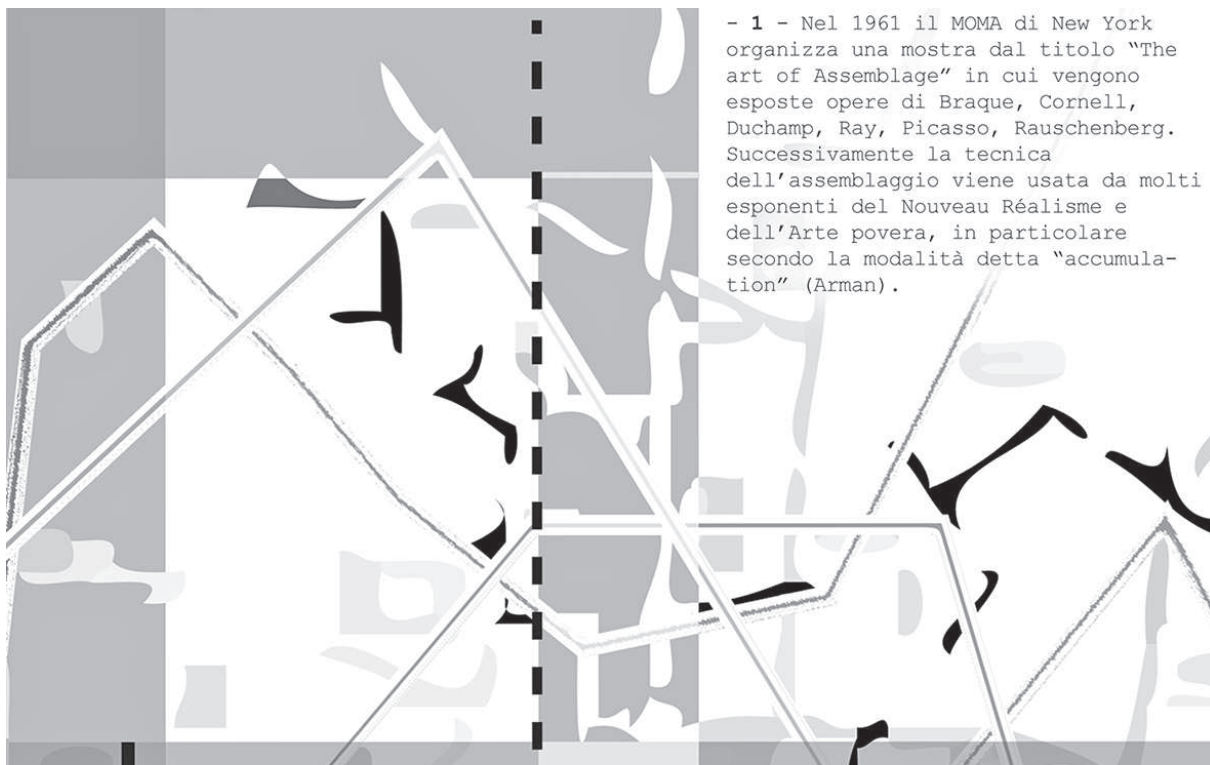 - 1 - Nel 1961 il MOMA di New York
organizza una mostra dal titolo “The
art of Assemblage” in cui vengono
esposte opere di Braque, Cornell,
Duchamp, Ray, Picasso, Rauschenberg.
Successivamente la tecnica
dell’assemblaggio viene usata da molti
esponenti del Nouveau Réalisme e
dell’Arte povera, in particolare
secondo la modalità detta “accumula-
tion” (Arman).